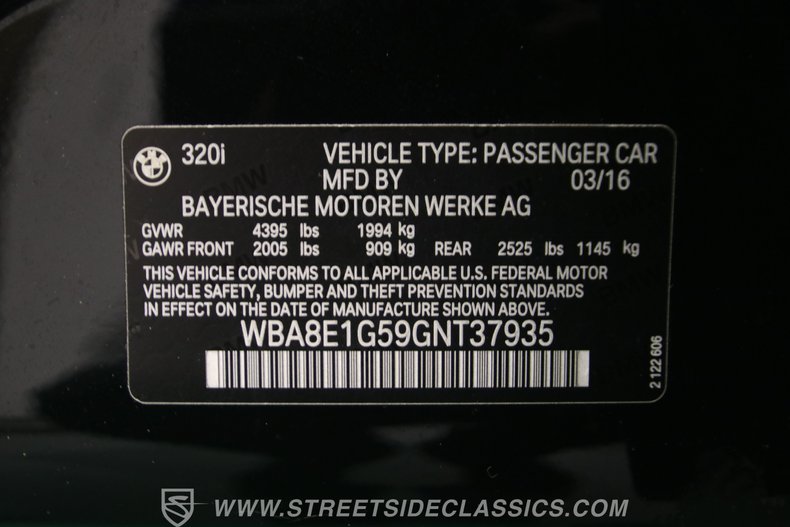 320i VEHICLE TYPE: PASSENGER CAR
MFD BY 03/16
BAYERISCHE MOTOREN WERKE AG
GVWR 4395 lbs 1994 kg
GAWR FRONT 2005 lbs 909 kg REAR 2525 lbs 1145 kg
THIS VEHICLE CONFORMS TO ALL APPLICABLE U.S. FEDERAL MOTOR
VEHICLE SAFETY, BUMPER AND THEFT PREVENTION STANDARDS
IN EFFECT ON THE DATE OF MANUFACTURE SHOWN ABOVE.
WBA8E1G59GNT37935
2 122 606
WWW.STREETSIDECLASSICS.COM